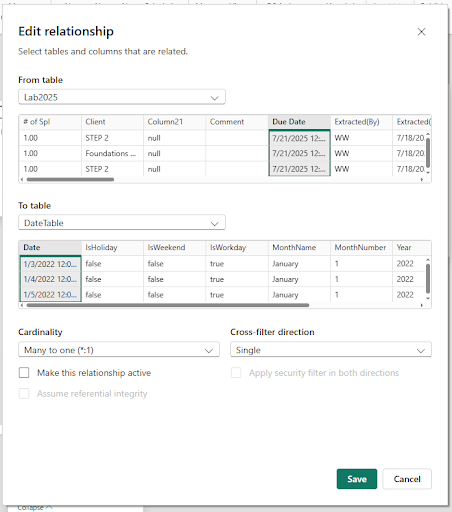 Edit relationship
Select tables and columns that are related.
From table
Lab2025
# of Spl Client Column21 Comment Due Date Extracted(By) Extracted(
1.00 STEP 2 null 7/21/2025 12:... WW 7/18/20
1.00 Foundations ... null 7/21/2025 12:... WW 7/18/20
1.00 STEP 2 null 7/21/2025 12:... WW 7/18/20
To table
DateTable
Date IsHoliday IsWeekend IsWorkday MonthName MonthNumber Year
1/3/2022 12:0... false false true January 1 2022
1/4/2022 12:0... false false true January 1 2022
1/5/2022 12:0... false false true January 1 2022
Cardinality Cross-filter direction
Many to one (*:1) Single
Make this relationship active Apply security filter in both directions
Assume referential integrity
Save Cancel
Collapse